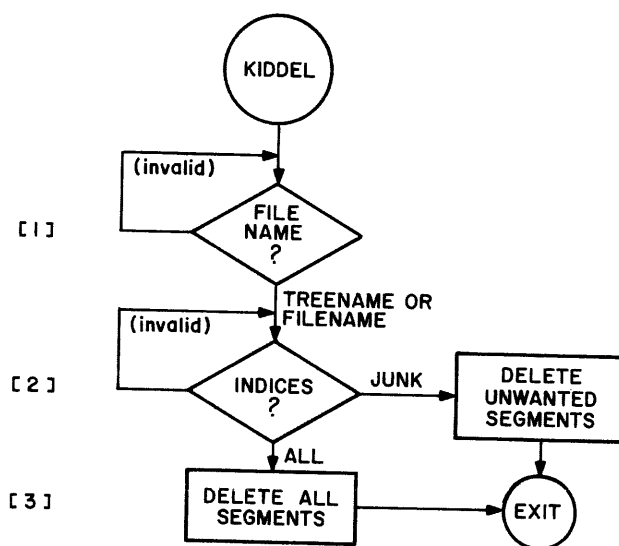 KIDDEL
(invalid)
[1]
FILE
NAME
?
TREENAME OR
FILENAME
(invalid)
[2]
INDICES
?
JUNK
DELETE
UNWANTED
SEGMENTS
ALL
[3]
DELETE ALL
SEGMENTS
EXIT